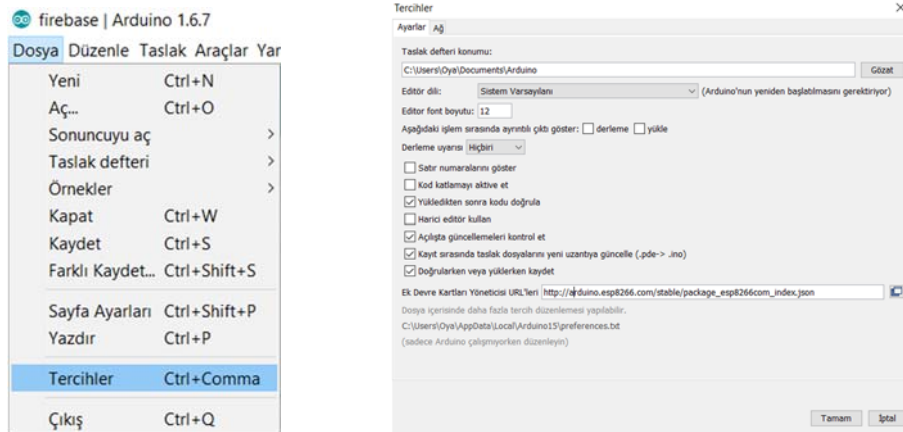 firebase | Arduino 1.6.7
Dosya Düzenle Taslak Araçlar Yar
Yeni Ctrl+N
Aç... Ctrl+O
Sonuncuyu aç
Taslak defteri
Örnekler
Kapat Ctrl+W
Kaydet Ctrl+S
Farklı Kaydet... Ctrl+Shift+S
Sayfa Ayarları Ctrl+Shift+P
Yazdır Ctrl+P
Tercihler Ctrl+Comma
Çıkış Ctrl+Q
Tercihler
Ayarlar Ağ
Taslak defteri konumu:
C:\Users\Oya\Documents\Arduino Gözat
Editör dili: Sistem Varsayılanı (Arduino'nun yeniden başlatılmasını gerektiriyor)
Editor font boyutu: 12
Aşağıdaki işlem sırasında ayrıntılı çıktı göster: derleme yükle
Derleme uyarısı Hiçbiri
Satır numaralarını göster
Kod katlamayı aktive et
Yükledikten sonra kodu doğrula
Harici editör kullan
Açılışta güncellemeleri kontrol et
Kayıt sırasında taslak dosyalarını yeni uzantıya güncelle (.pde-> .ino)
Doğrularken veya yüklerken kaydet
Ek Devre Kartları Yöneticisi URL'leri http://arduino.esp8266.com/stable/package_esp8266com_index.json
Dosya içerisinde daha fazla tercih düzenlemesi yapılabilir.
C:\Users\Oya\AppData\Local\Arduino15\preferences.txt
(sadece Arduino çalışmıyorken düzenleyin)
Tamam İptal